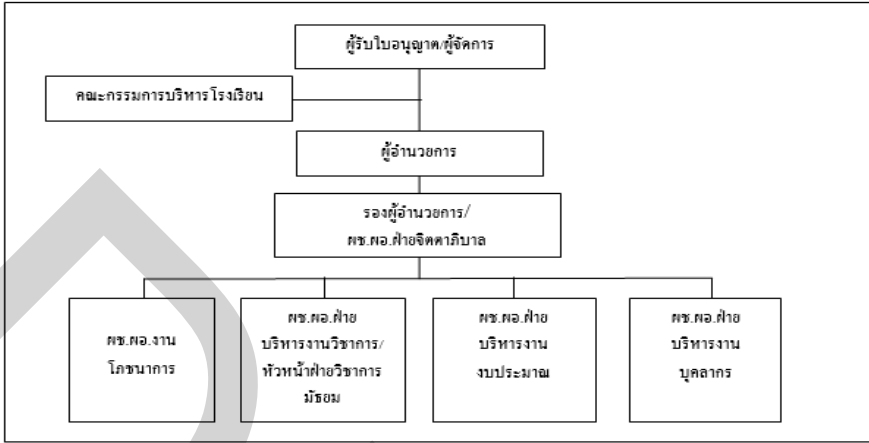 ผู้รับใบอนุญาต/ผู้จัดการ
คณะกรรมการบริหารโรงเรียน
ผู้อำนวยการ
รองผู้อำนวยการ/
ผช.ผอ.ฝ่ายจิตตาภิบาล
ผช.ผอ.งาน
โภชนาการ
ผช.ผอ.ฝ่าย
บริหารงานวิชาการ/
หัวหน้าฝ่ายวิชาการ
มัธยม
ผช.ผอ.ฝ่าย
บริหารงาน
งบประมาณ
ผช.ผอ.ฝ่าย
บริหารงาน
บุคลากร